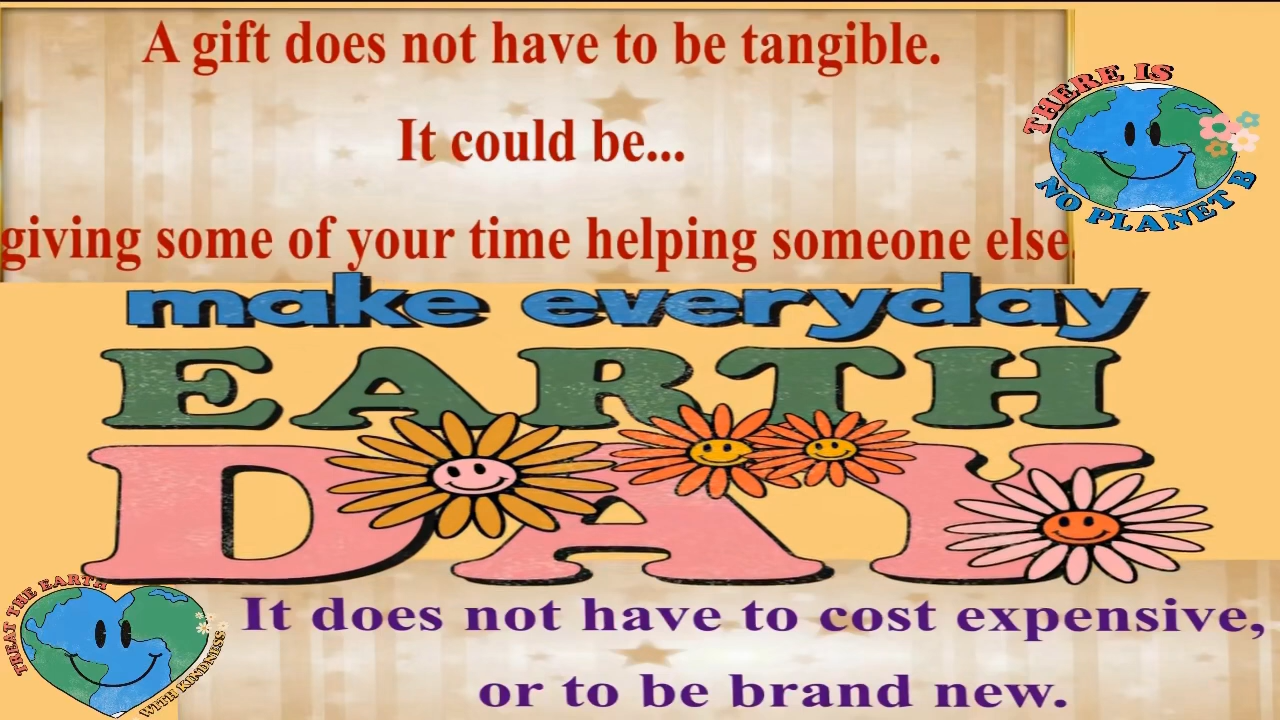 A gift does not have to be tangible.
It could be...
giving some of your time helping someone else.
THERE IS
NO PLANET B
make everyday
EARTH
DAY
TREAT THE EARTH
WITH KINDNESS
It does not have to cost expensive,
or to be brand new.